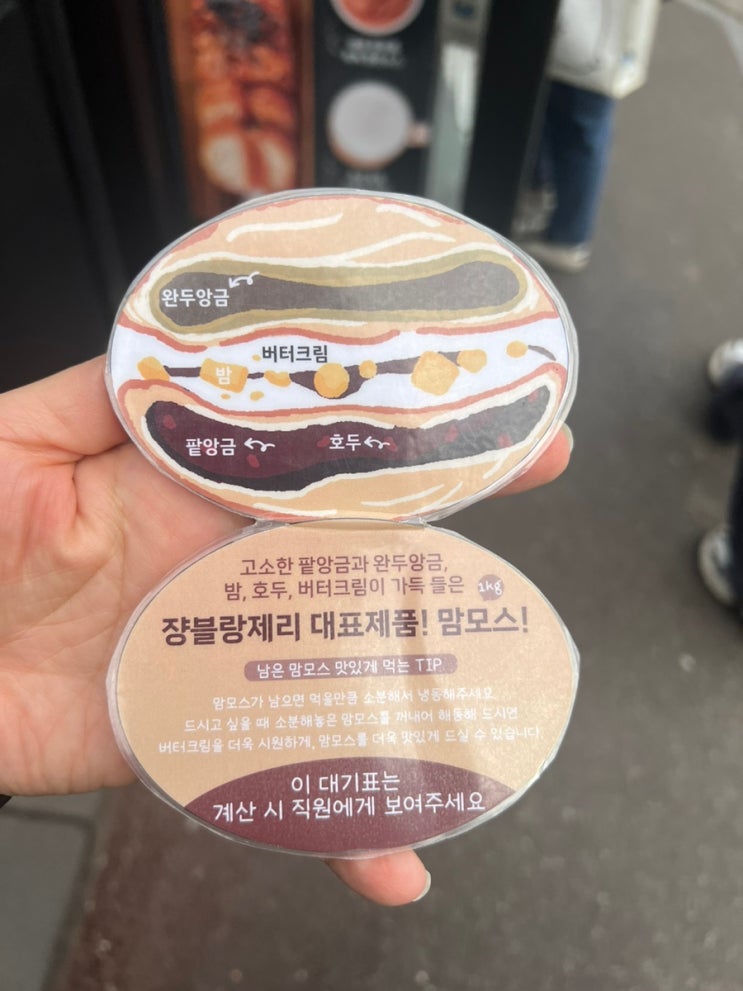 완두앙금
버터크림
밤
팥앙금
호두
고소한 팥앙금과 완두앙금,
밤, 호두, 버터크림이 가득 들은 1kg
쟝블랑제리 대표제품! 맘모스!
남은 맘모스 맛있게 먹는 TIP
맘모스가 남으면 먹을만큼 소분해서 냉동해주세요.
드시고 싶을 때 소분해놓은 맘모스를 꺼내어 해동해 드시면
버터크림을 더욱 시원하게, 맘모스를 더욱 맛있게 드실 수 있습니다.
이 대기표는
계산 시 직원에게 보여주세요